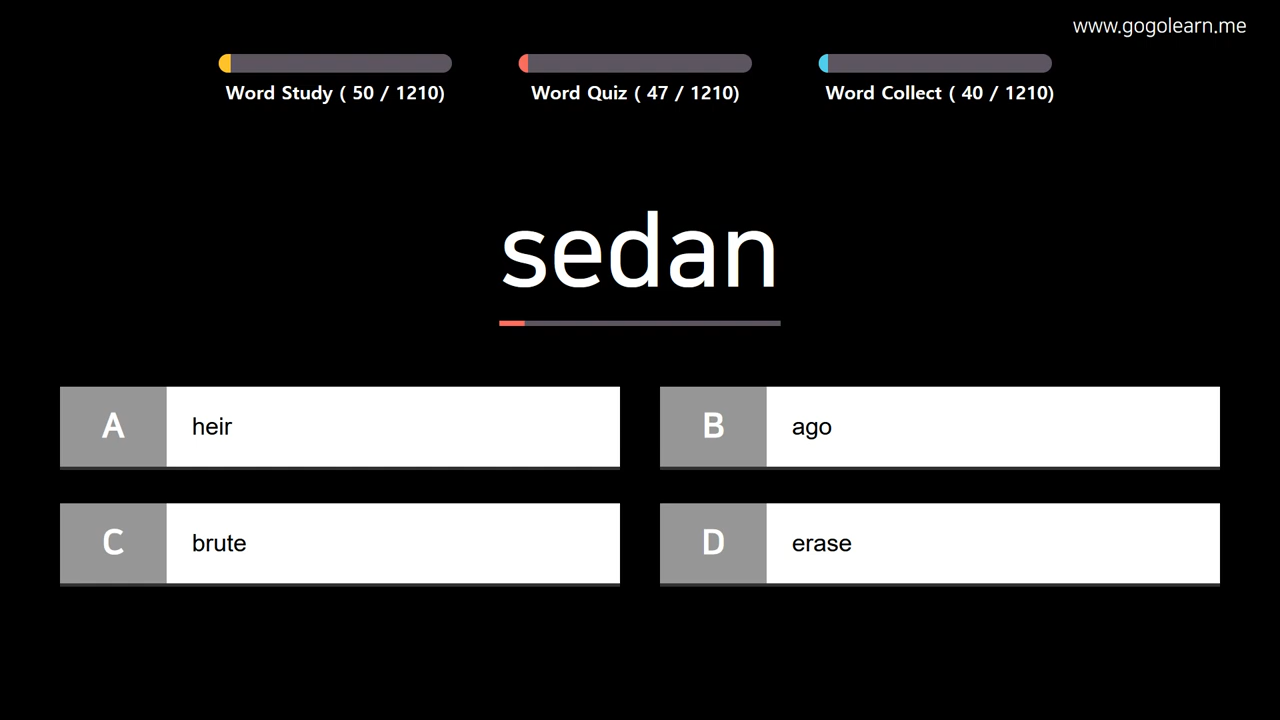 www.gogolearn.me
Word Study ( 50 / 1210)
Word Quiz ( 47 / 1210)
Word Collect ( 40 / 1210)
sedan
A heir
B ago
C brute
D erase